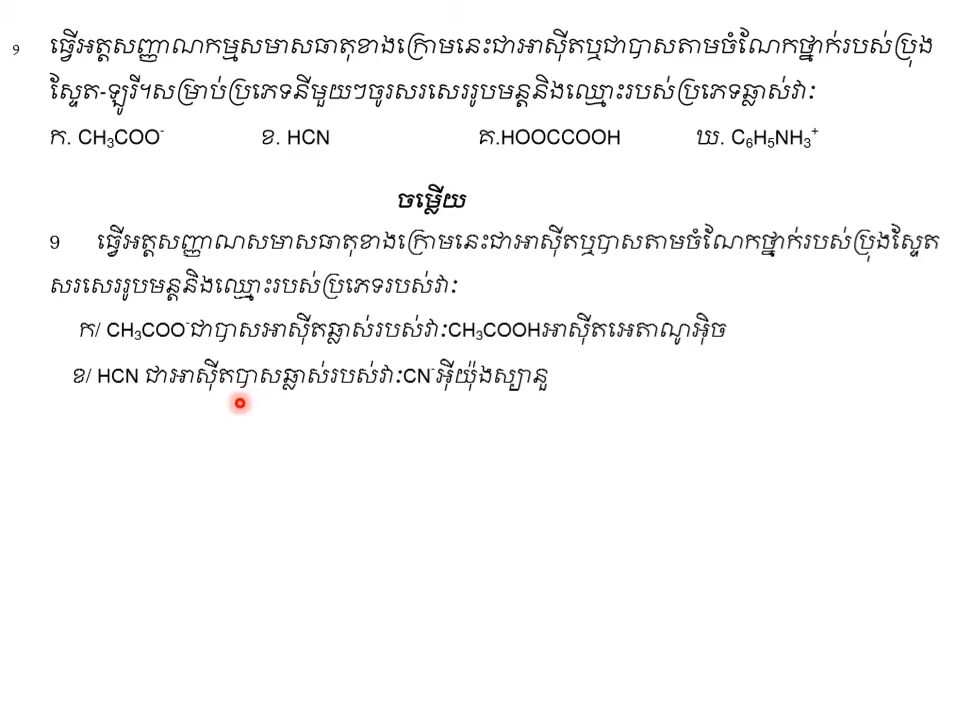 9 ធ្វើអត្តសញ្ញាណកម្មសមាសធាតុខាងក្រោមនេះជាអាស៊ីតឬជាបាសតាមចំណែកថ្នាក់របស់ប្រុង
ស្តែត-ឡូរី។សម្រាប់ប្រភេទនីមួយៗចូរសរសេររូបមន្តនិងឈ្មោះរបស់ប្រភេទឆ្លាស់វាៈ
ក. CH₃COO⁻ ខ. HCN គ.HOOCCOOH ឃ. C₆H₅NH₃⁺
ចម្លើយ
9 ធ្វើអត្តសញ្ញាណសមាសធាតុខាងក្រោមនេះជាអាស៊ីតឬបាសតាមចំណែកថ្នាក់របស់ប្រុងស្តែត
សរសេររូបមន្តនិងឈ្មោះរបស់ប្រភេទរបស់វាៈ
ក/ CH₃COO⁻ជាបាសអាស៊ីតឆ្លាស់របស់វាៈCH₃COOHអាស៊ីតអេតាណូអ៊ិច
ខ/ HCN ជាអាស៊ីតបាសឆ្លាស់របស់វាៈCN⁻អ៊ីយ៉ុងស្យានួ